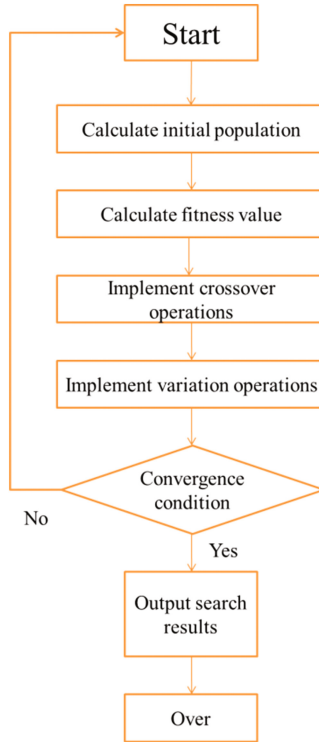 Start
Calculate initial population
Calculate fitness value
Implement crossover
operations
Implement variation operations
Convergence
condition
No
Yes
Output search
results
Over